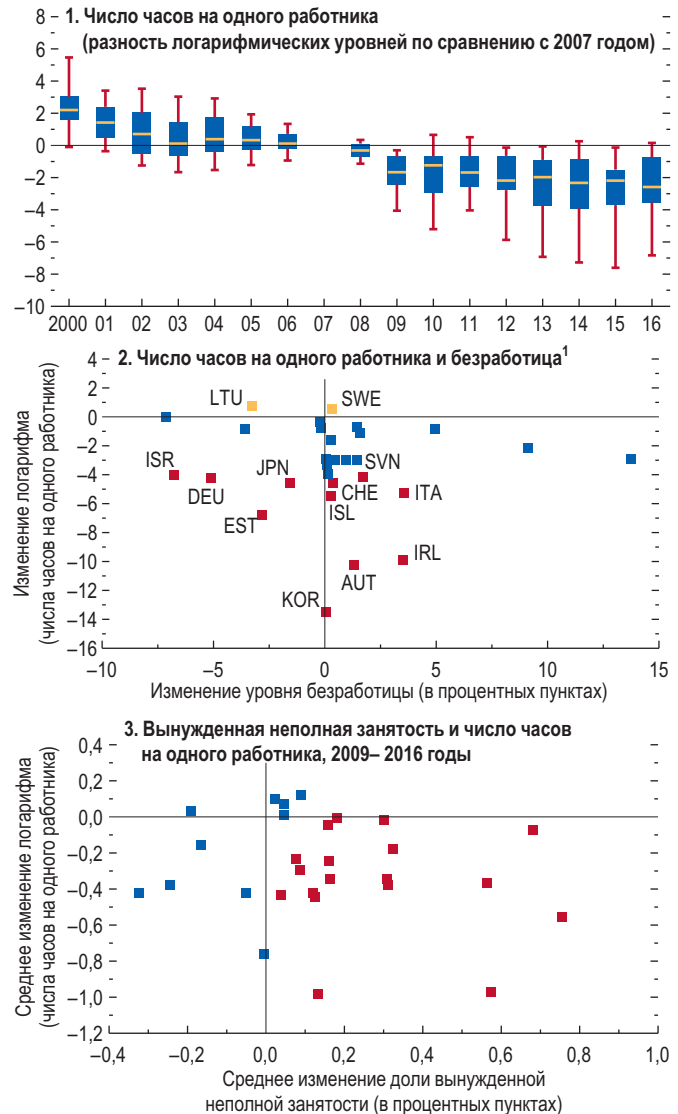 1. Число часов на одного работника
(разность логарифмических уровней по сравнению с 2007 годом)
8
6
4
2
0
–2
–4
–6
–8
–10
2000 01 02 03 04 05 06 07 08 09 10 11 12 13 14 15 16
2. Число часов на одного работника и безработица1
Изменение логарифма
(числа часов на одного работника)
4
2
0
–2
–4
–6
–8
–10
–12
–14
–16
LTU
SWE
ISR
DEU
JPN
EST
SVN
CHE
ISL
ITA
IRL
AUT
KOR
–10 –5 0 5 10 15
Изменение уровня безработицы (в процентных пунктах)
3. Вынужденная неполная занятость и число часов
на одного работника, 2009– 2016 годы
Среднее изменение логарифма
(числа часов на одного работника)
0,4
0,2
0,0
–0,2
–0,4
–0,6
–0,8
–1,0
–1,2
–0,4 –0,2 0,0 0,2 0,4 0,6 0,8 1,0
Среднее изменение доли вынужденной
неполной занятости (в процентных пунктах)